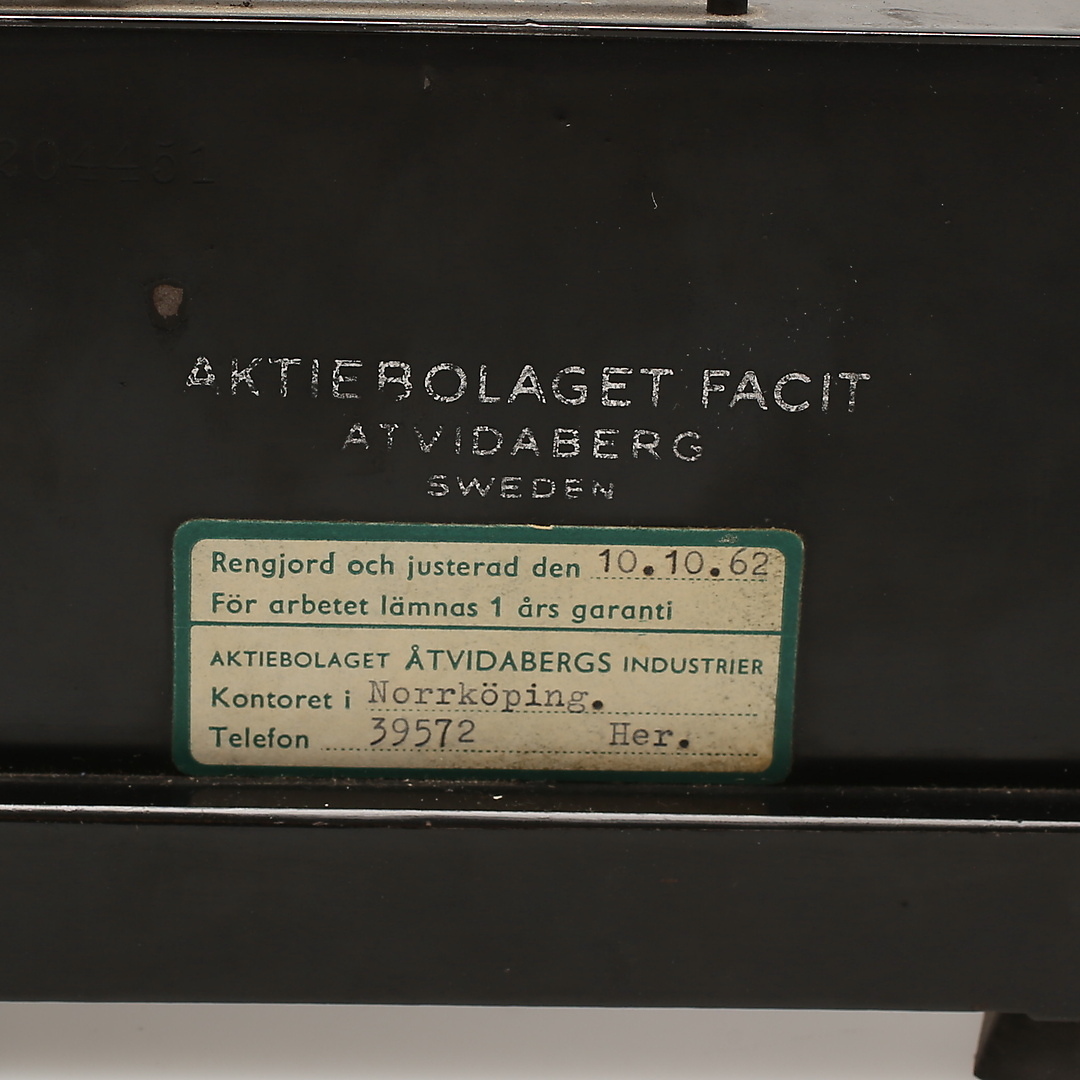 AKTIEBOLAGET FACIT
ATVIDABERG
SWEDEN
Rengjord och justerad den 10.10.62
För arbetet lämnas 1 års garanti
AKTIEBOLAGET ÅTVIDABERGS INDUSTRIER
Kontoret i Norrköping.
Telefon 39572 Her.